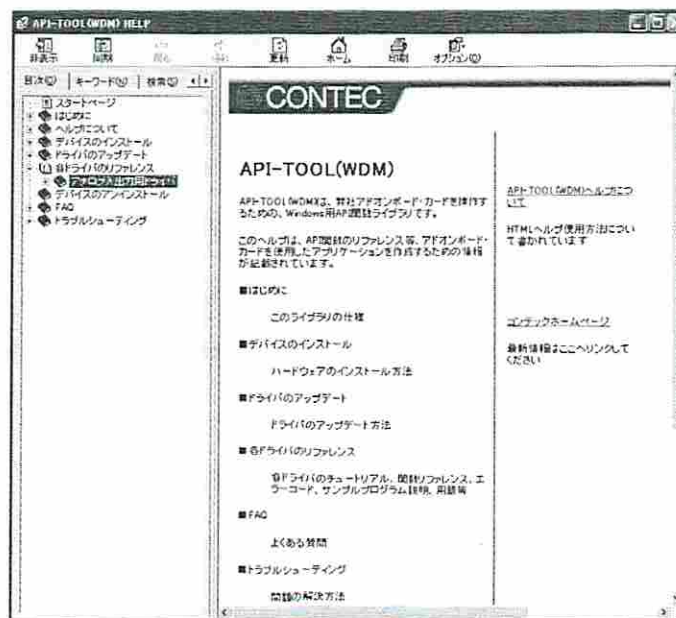 API-TOOL(WDM) HELP
非表示
更新
ホーム
印刷
オプション(O)
目次(C)
キーワード(N)
検索(S)
スタートページ
はじめに
ヘルプについて
デバイスのインストール
ドライバのアップデート
各ドライバのリファレンス
アナログ入出力用ドライバ
デバイスのアンインストール
FAQ
トラブルシューティング
CONTEC
API-TOOL(WDM)
API-TOOL(WDM)は、弊社アドオンボード・カードを操作す
るための、Windows用API関数ライブラリです。
このヘルプは、API関数のリファレンス等、アドオンボード・
カードを使用したアプリケーションを作成するための情報
が記載されています。
■はじめに
このライブラリの仕様
■デバイスのインストール
ハードウェアのインストール方法
■ドライバのアップデート
ドライバのアップデート方法
■各ドライバのリファレンス
各ドライバのチュートリアル、関数リファレンス、エ
ラーコード、サンプルプログラム説明、用語等
■FAQ
よくある質問
■トラブルシューティング
問題の解決方法
API-TOOL(WDM)ヘルプにつ
いて
HTMLヘルプ使用方法につい
て書かれています
コンテックホームページ
最新情報はここへリンクして
ください